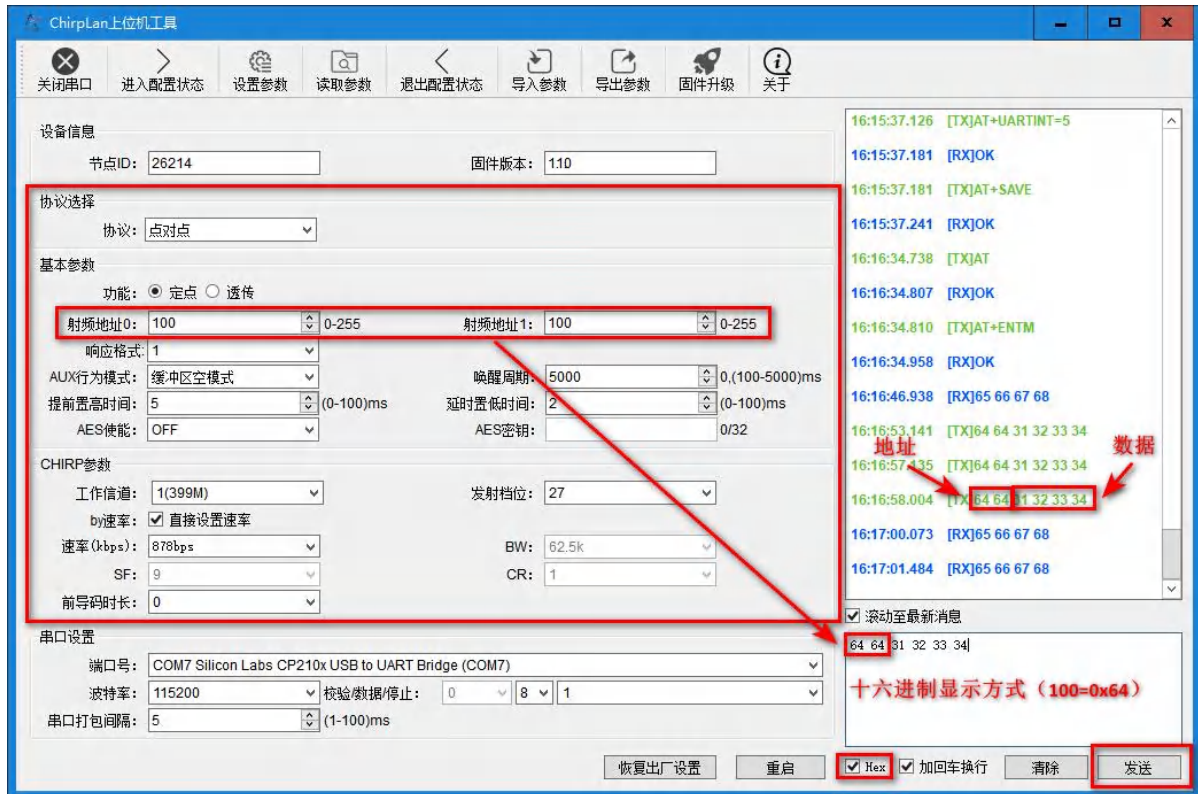 ChirpLan上位机工具
关闭串口 进入配置状态 设置参数 读取参数 退出配置状态 导入参数 导出参数 固件升级 关于
设备信息
节点ID: 26214 固件版本: 1.10
协议选择
协议: 点对点
基本参数
功能: 定点 透传
射频地址0: 100 0-255 射频地址1: 100 0-255
响应格式: 1
AUX行为模式: 缓冲区空模式 唤醒周期: 5000 0,(100-5000)ms
提前置高时间: 5 (0-100)ms 延时置低时间: 2 (0-100)ms
AES使能: OFF AES密钥: 0/32
CHIRP参数
工作信道: 1(399M) 发射档位: 27
by速率: 直接设置速率
速率(kbps): 878bps BW: 62.5k
SF: 9 CR: 1
前导码时长: 0
串口设置
端口号: COM7 Silicon Labs CP210x USB to UART Bridge (COM7)
波特率: 115200 校验/数据/停止: 0 8 1
串口打包间隔: 5 (1-100)ms
恢复出厂设置 重启
16:15:37.126 [TX]AT+UARTINT=5
16:15:37.181 [RX]OK
16:15:37.181 [TX]AT+SAVE
16:15:37.241 [RX]OK
16:16:34.738 [TX]AT
16:16:34.807 [RX]OK
16:16:34.810 [TX]AT+ENTM
16:16:34.958 [RX]OK
16:16:46.938 [RX]65 66 67 68
16:16:53.141 [TX]64 64 31 32 33 34
地址 数据
16:16:57.135 [TX]64 64 31 32 33 34
16:16:58.004 [TX]64 64 31 32 33 34
16:17:00.073 [RX]65 66 67 68
16:17:01.484 [RX]65 66 67 68
滚动至最新消息
64 64 31 32 33 34
十六进制显示方式（100=0x64）
Hex 加回车换行 清除 发送